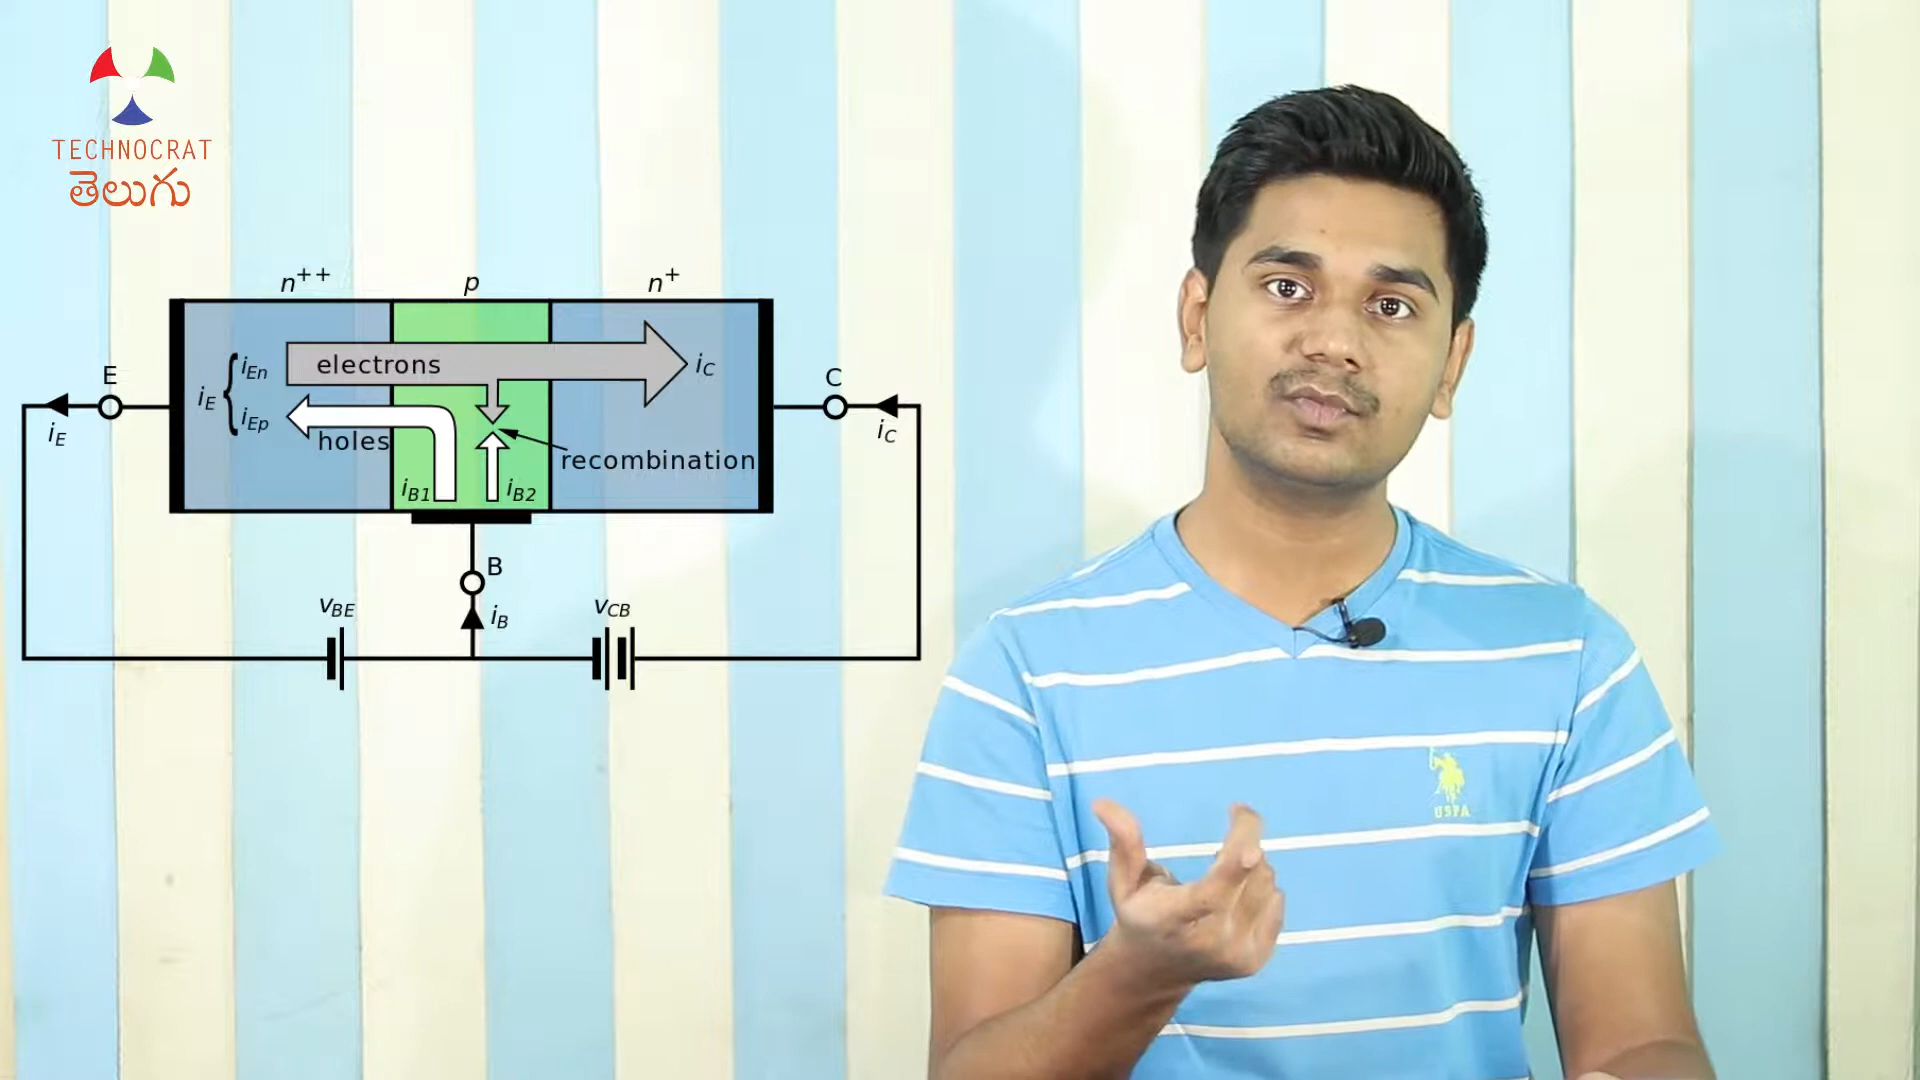 TECHNOCRAT
తెలుగు
n++ p n+
E
C
iE
iEn
iEp
electrons
iC
holes
iB1
iB2
recombination
iE
iC
B
iB
vBE
vCB
USPA